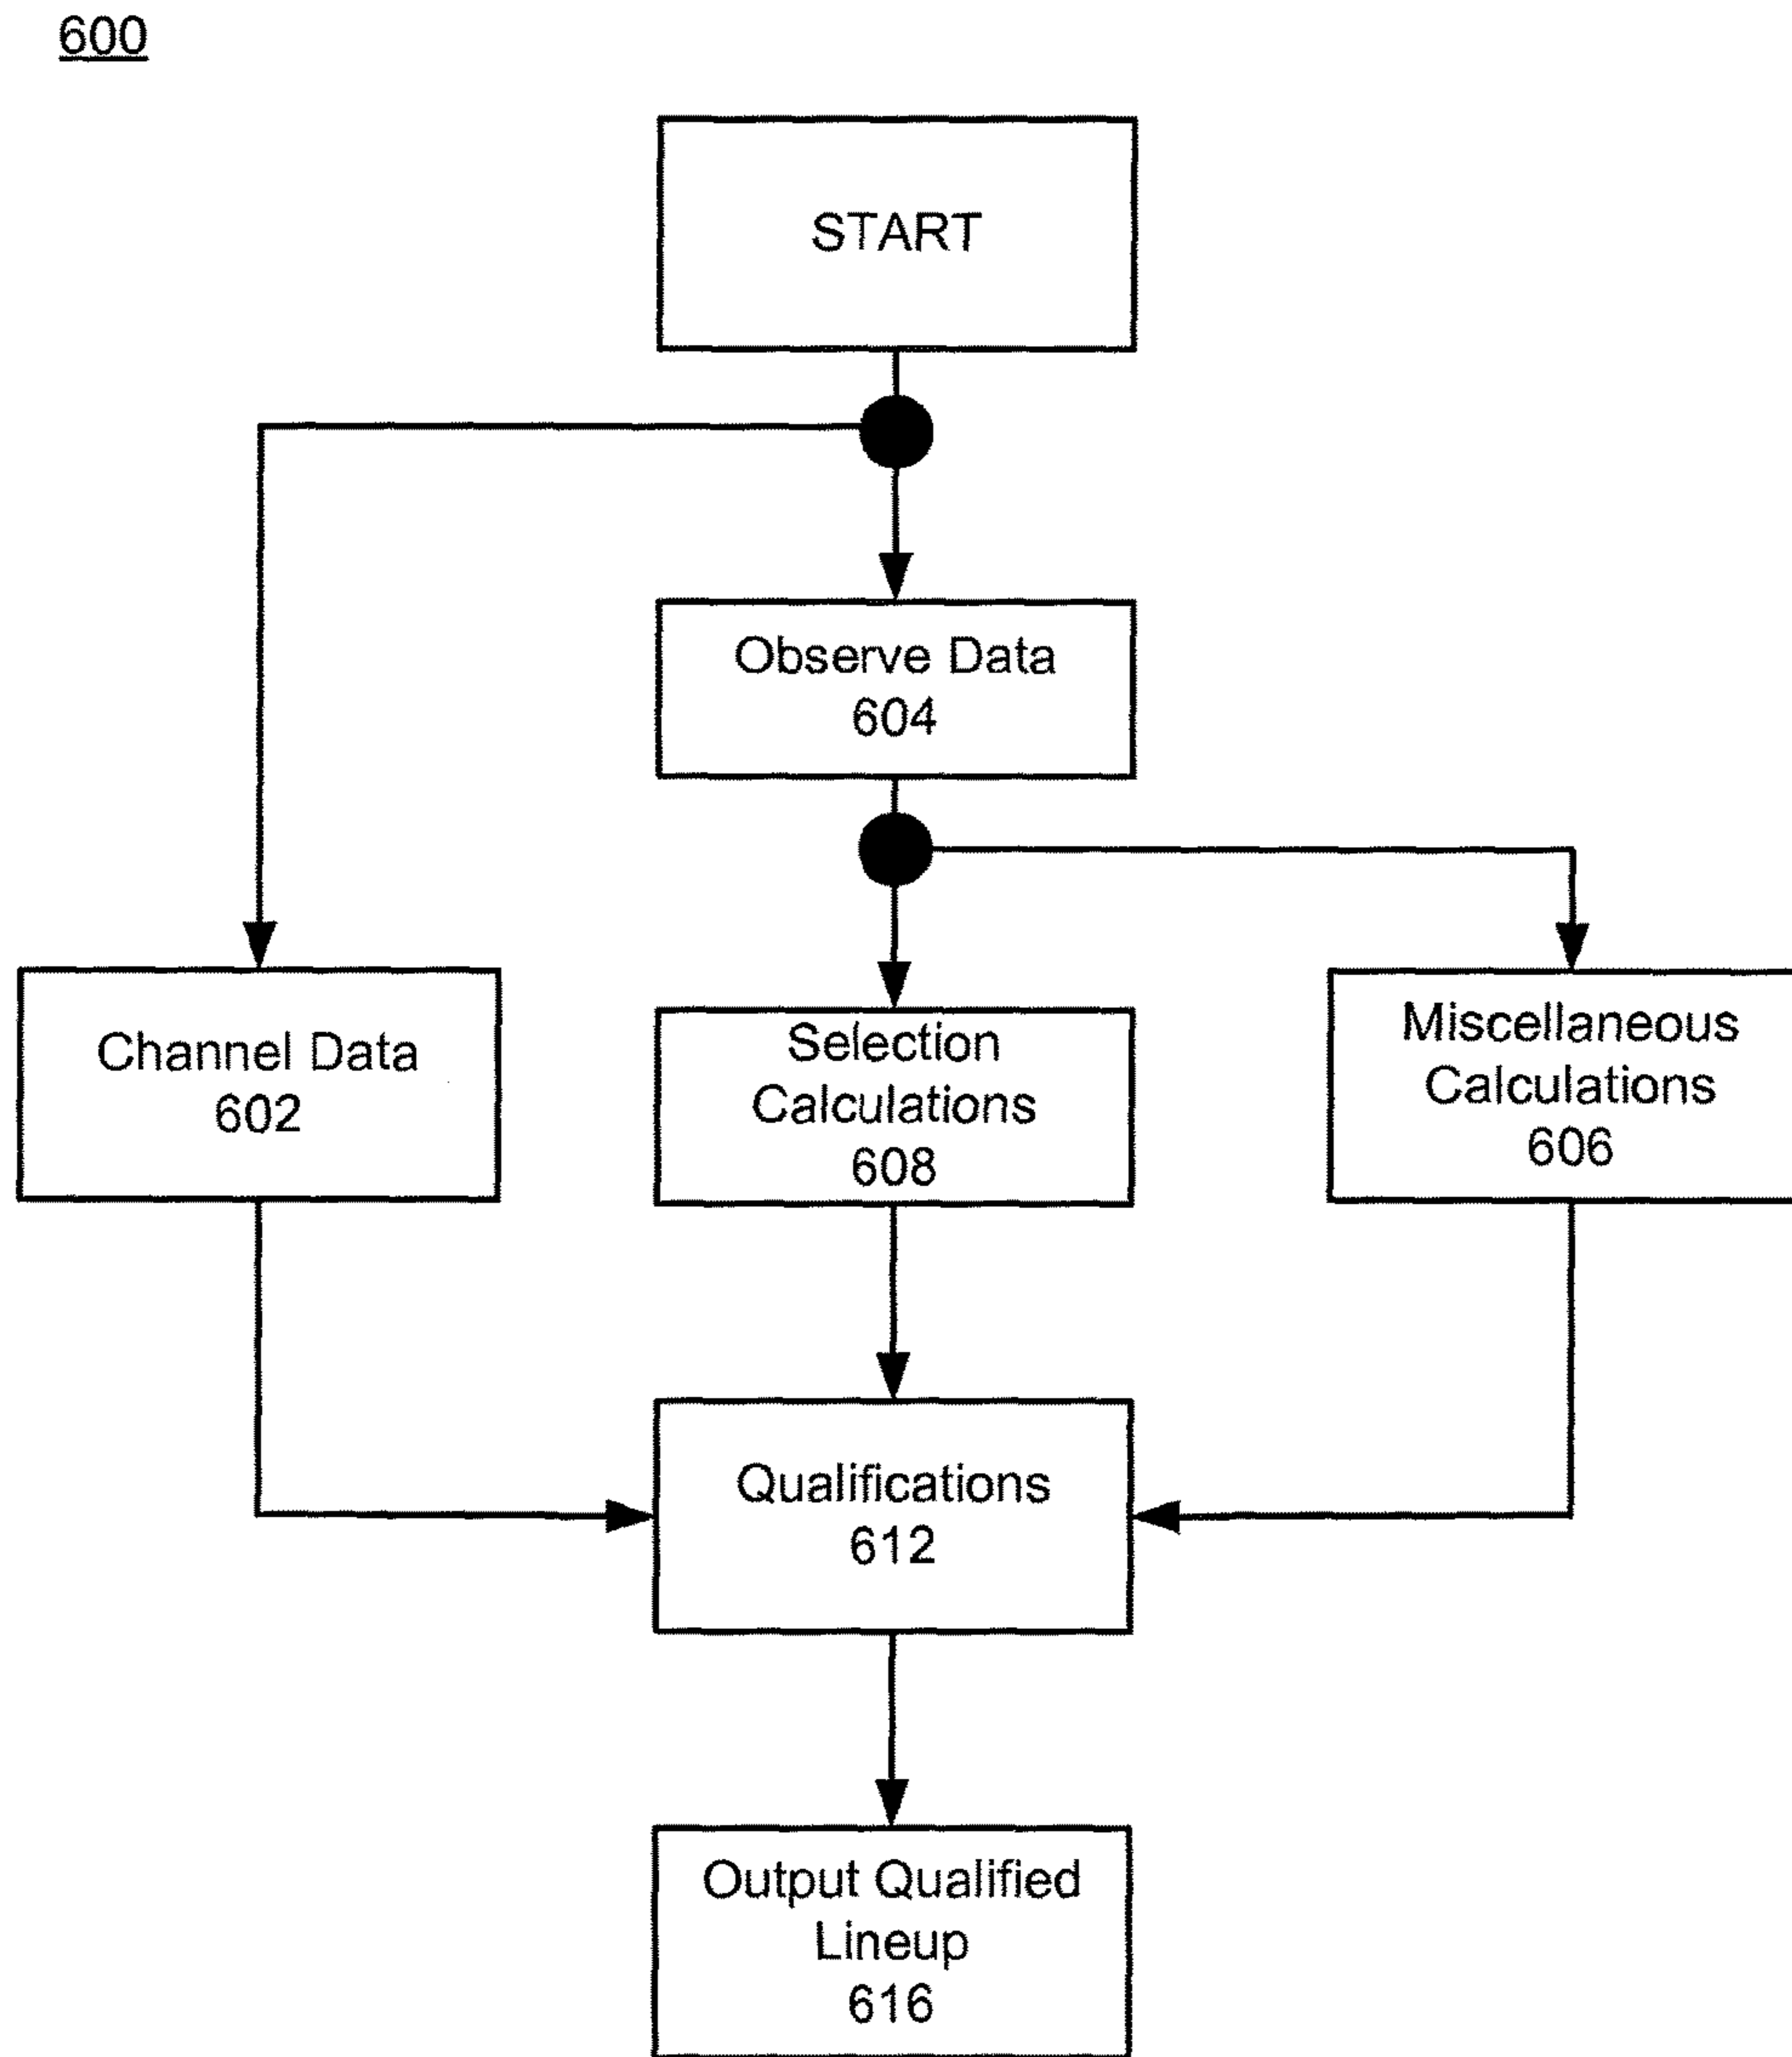 600
START
Observe Data
604
Channel Data
602
Selection
Calculations
608
Miscellaneous
Calculations
606
Qualifications
612
Output Qualified
Lineup
616